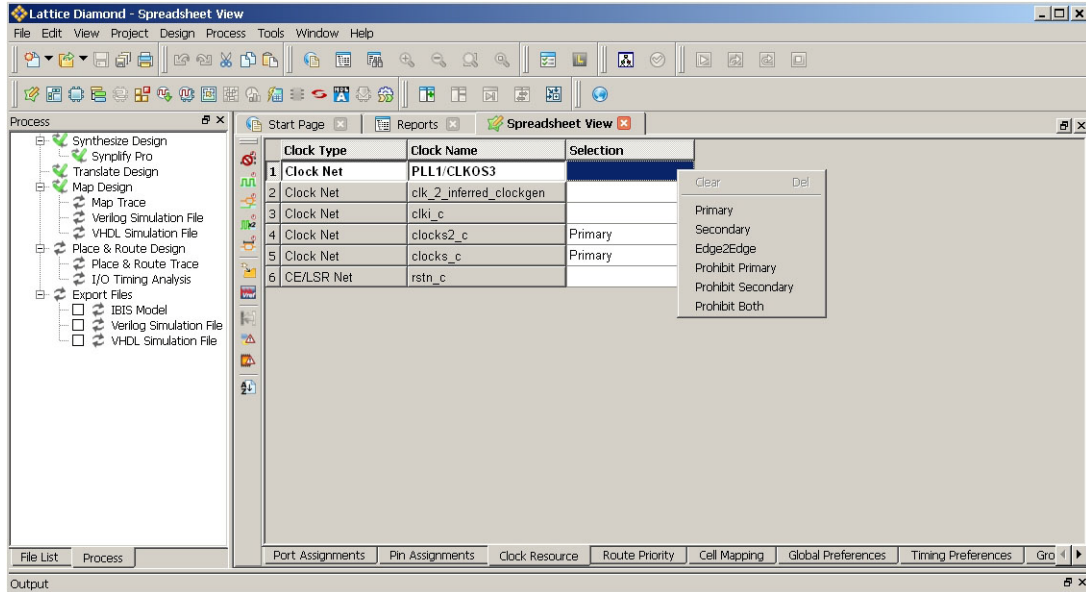 Lattice Diamond - Spreadsheet View
File Edit View Project Design Process Tools Window Help
Process
Synthesize Design
Synplify Pro
Translate Design
Map Design
Map Trace
Verilog Simulation File
VHDL Simulation File
Place & Route Design
Place & Route Trace
I/O Timing Analysis
Export Files
IBIS Model
Verilog Simulation File
VHDL Simulation File
File List Process
Start Page Reports Spreadsheet View
Clock Type Clock Name Selection
1 Clock Net PLL1/CLKOS3
2 Clock Net clk_2_inferred_clockgen
3 Clock Net clki_c
4 Clock Net clocks2_c Primary
5 Clock Net clocks_c Primary
6 CE/LSR Net rstn_c
Clear Del
Primary
Secondary
Edge2Edge
Prohibit Primary
Prohibit Secondary
Prohibit Both
Port Assignments Pin Assignments Clock Resource Route Priority Cell Mapping Global Preferences Timing Preferences Gro
Output